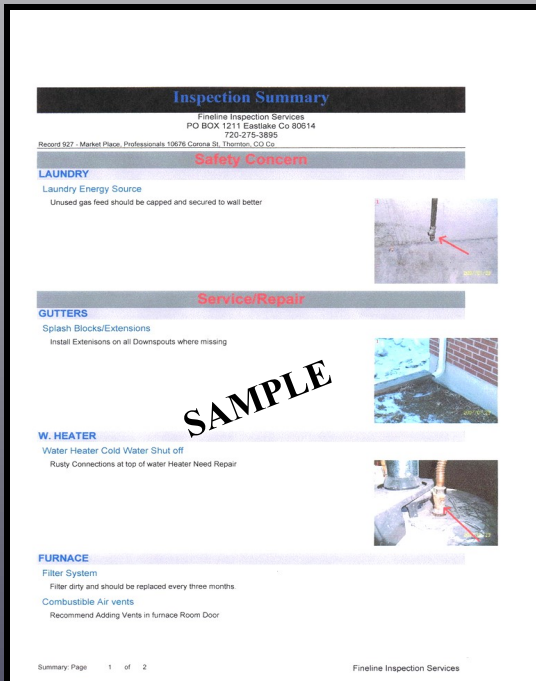 Inspection Summary
Fineline Inspection Services
PO BOX 1211 Eastlake Co 80614
720-275-3895
Record 927 - Market Place, Professionals 10676 Corona St, Thornton, CO Co
Safety Concern
LAUNDRY
Laundry Energy Source
Unused gas feed should be capped and secured to wall better
Service/Repair
GUTTERS
Splash Blocks/Extensions
Install Extenisons on all Downspouts where missing
SAMPLE
W. HEATER
Water Heater Cold Water Shut off
Rusty Connections at top of water Heater Need Repair
FURNACE
Filter System
Filter dirty and should be replaced every three months
Combustible Air vents
Recommend Adding Vents in furnace Room Door
Summary: Page 1 of 2
Fineline Inspection Services